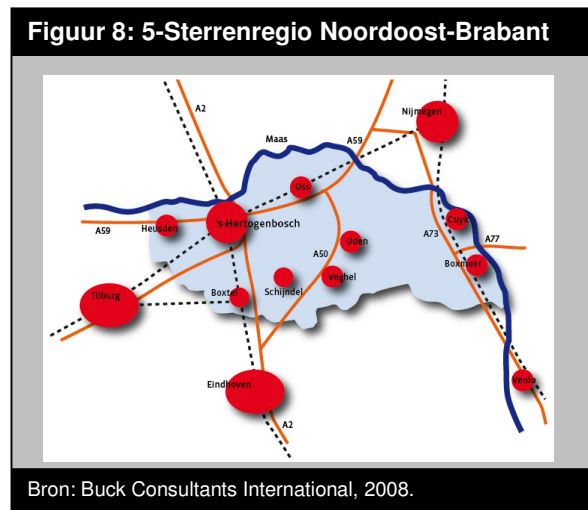 Figuur 8: 5-Sterrenregio Noordoost-Brabant
A2
Nijmegen
Maas
A59
Oss
Cuyk
A59
Heusden
's-Hertogenbosch
A73
A77
Uden
A50
Boxmeer
Veghel
Schijndel
Boxtel
Tilburg
Eindhoven
Venlo
A2
Bron: Buck Consultants International, 2008.